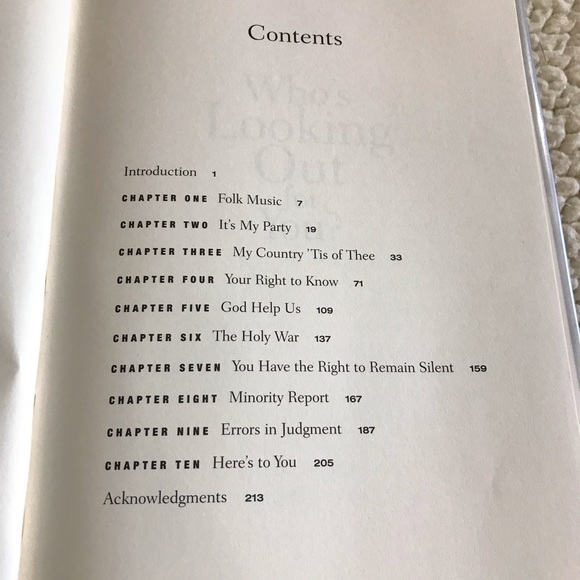 Contents
Who's
Looking
Out
Introduction 1
CHAPTER ONE Folk Music 7
CHAPTER TWO It's My Party 19
CHAPTER THREE My Country 'Tis of Thee 33
CHAPTER FOUR Your Right to Know 71
CHAPTER FIVE God Help Us 109
CHAPTER SIX The Holy War 137
CHAPTER SEVEN You Have the Right to Remain Silent 159
CHAPTER EIGHT Minority Report 167
CHAPTER NINE Errors in Judgment 187
CHAPTER TEN Here's to You 205
Acknowledgments 213